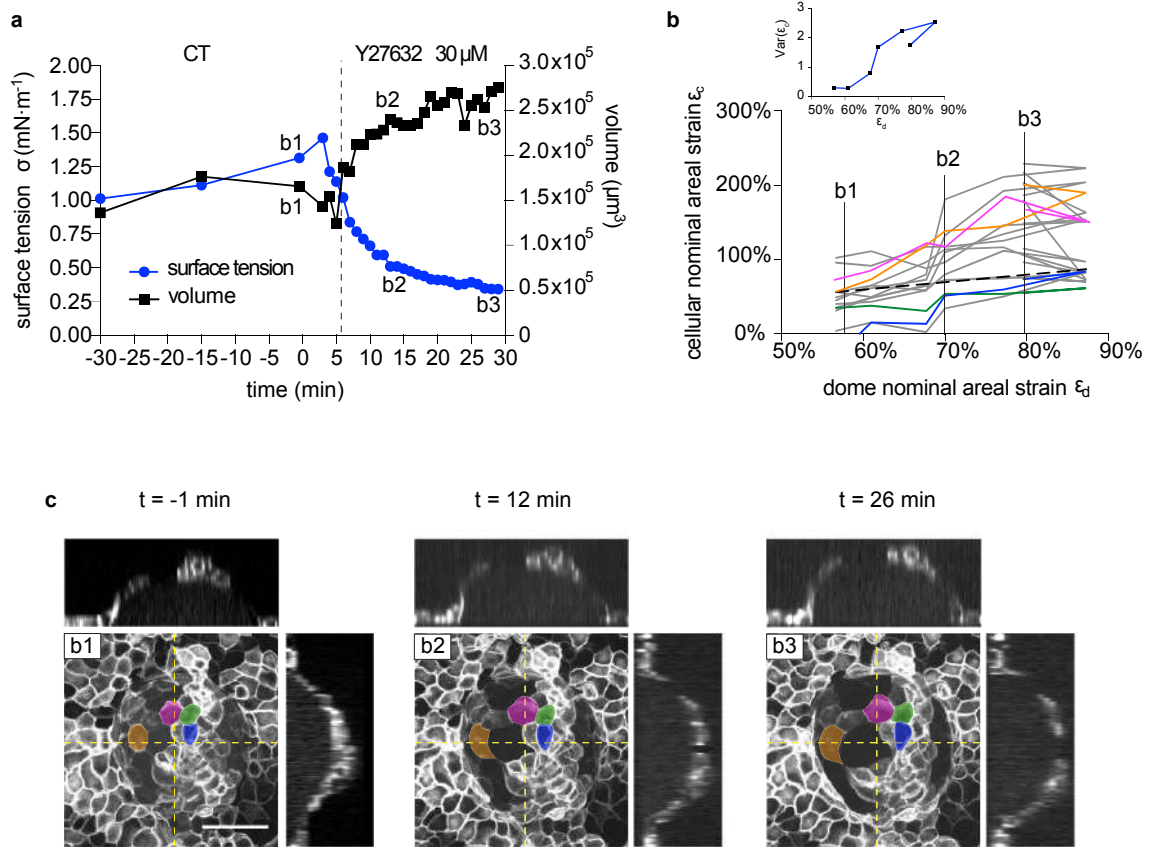 a
CT
Y27632 30 µM
surface tension σ (mN·m⁻¹)
2.00
1.75
1.50
1.25
1.00
0.75
0.50
0.25
0.00
b1
b1
b2
b2
b3
b3
surface tension
volume
3.0x10⁵
2.5x10⁵
2.0x10⁵
1.5x10⁵
1.0x10⁵
0.5x10⁵
0
volume (µm³)
-30 -25 -20 -15 -10 -5 0 5 10 15 20 25 30
time (min)
b
Var(εc)
3
2
1
0
50% 60% 70% 80% 90%
εd
cellular nominal areal strain εc
300%
200%
100%
0%
b1
b2
b3
50% 60% 70% 80% 90%
dome nominal areal strain εd
c
t = -1 min
t = 12 min
t = 26 min
b1
b2
b3